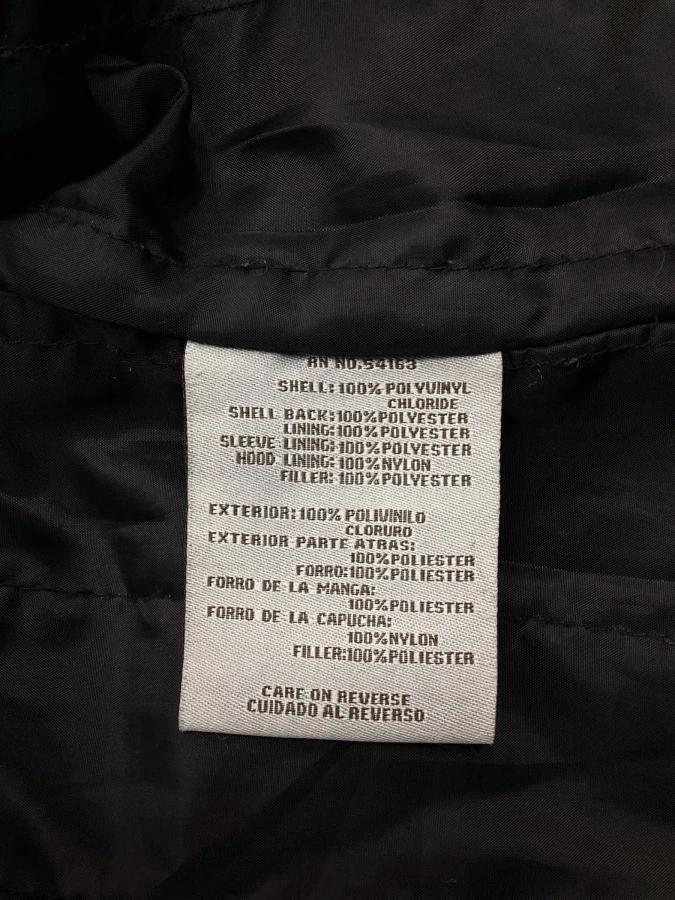 RN NO.54163
SHELL:100% POLYVINYL
CHLORIDE
SHELL BACK:100%POLYESTER
LINING:100%POLYESTER
SLEEVE LINING:100%POLYESTER
HOOD LINING:100%NYLON
FILLER:100%POLYESTER
EXTERIOR:100% POLIVINILO
CLORURO
EXTERIOR PARTE ATRAS:
100%POLIESTER
FORRO:100%POLIESTER
FORRO DE LA MANGA:
100%POLIESTER
FORRO DE LA CAPUCHA:
100%NYLON
FILLER:100%POLIESTER
CARE ON REVERSE
CUIDADO AL REVERSO